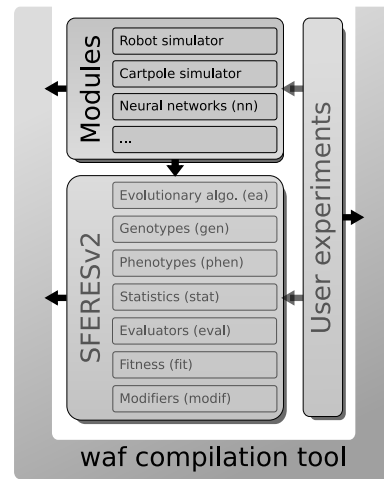 Modules
Robot simulator
Cartpole simulator
Neural networks (nn)
...
SFERESv2
Evolutionary algo. (ea)
Genotypes (gen)
Phenotypes (phen)
Statistics (stat)
Evaluators (eval)
Fitness (fit)
Modifiers (modif)
User experiments
waf compilation tool